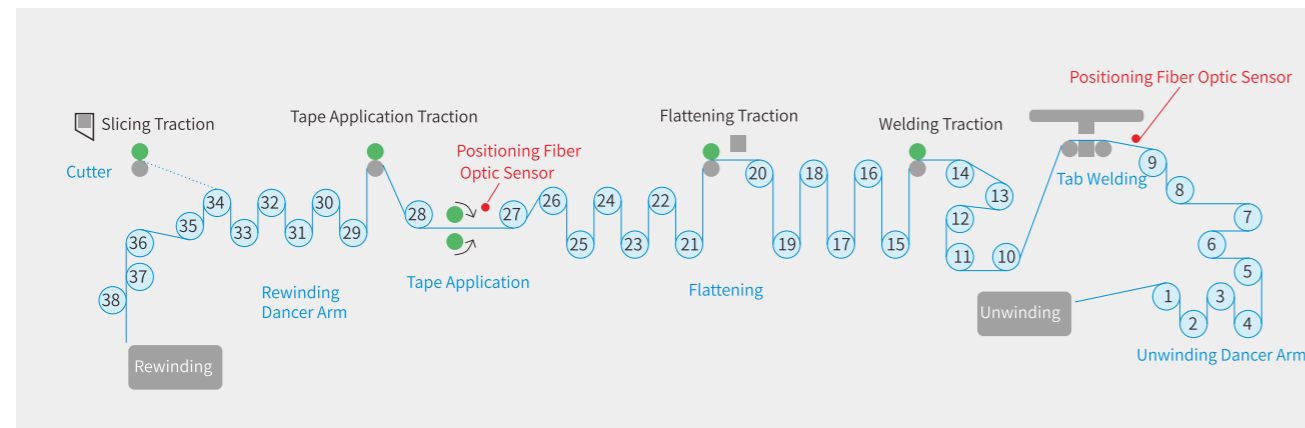 Positioning Fiber Optic Sensor
Slicing Traction
Tape Application Traction
Flattening Traction
Welding Traction
Cutter
Positioning Fiber
Optic Sensor
Tab Welding
9
14
20
18
16
8
13
34
32
30
26
24
22
28
27
12
7
35
33
31
29
36
25
23
21
19
17
15
6
11
10
5
37
Tape Application
Flattening
Rewinding
Dancer Arm
38
1
3
Unwinding
2
4
Unwinding Dancer Arm
Rewinding